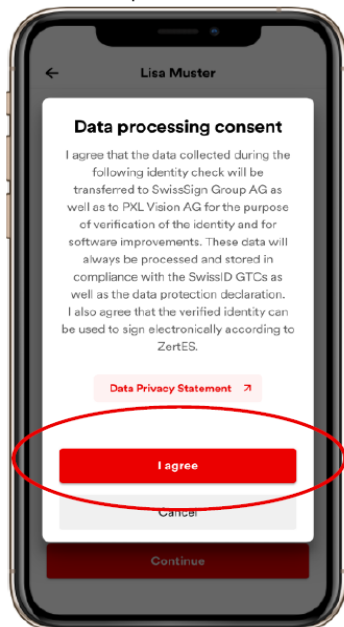 Lisa Muster
Data processing consent
I agree that the data collected during the
following identity check will be
transferred to SwissSign Group AG as
well as to PXL Vision AG for the purpose
of verification of the identity and for
software improvements. These data will
always be processed and stored in
compliance with the SwissID GTCs as
well as the data protection declaration.
I also agree that the verified identity can
be used to sign electronically according to
ZertES.
Data Privacy Statement
I agree
Cancel
Continue